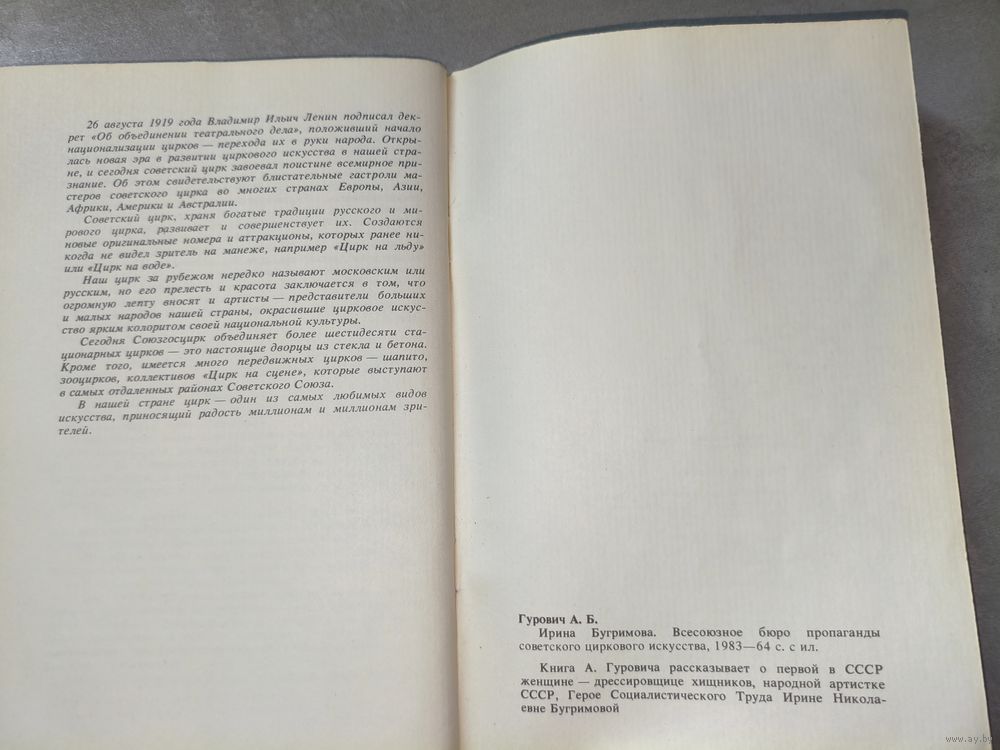 26 августа 1919 года Владимир Ильич Ленин подписал дек-
рет «Об объединении театрального дела», положивший начало
национализации цирков — перехода их в руки народа. Откры-
лась новая эра в развитии циркового искусства в нашей стра-
не, и сегодня советский цирк завоевал поистине всемирное при-
знание. Об этом свидетельствуют блистательные гастроли ма-
стеров советского цирка во многих странах Европы, Азии,
Африки, Америки и Австралии.
Советский цирк, храня богатые традиции русского и ми-
рового цирка, развивает и совершенствует их. Создаются
новые оригинальные номера и аттракционы, которых ранее ни-
когда не видел зритель на манеже, например «Цирк на льду»
или «Цирк на воде».
Наш цирк за рубежом нередко называют московским или
русским, но его прелесть и красота заключается в том, что
огромную лепту вносят и артисты — представители больших
и малых народов нашей страны, окрасившие цирковое искус-
ство ярким колоритом своей национальной культуры.
Сегодня Союзгосцирк объединяет более шестидесяти ста-
ционарных цирков — это настоящие дворцы из стекла и бетона.
Кроме того, имеется много передвижных цирков — шапито,
зооцирков, коллективов «Цирк на сцене», которые выступают
в самых отдаленных районах Советского Союза.
В нашей стране цирк — один из самых любимых видов
искусства, приносящий радость миллионам и миллионам зри-
телей.
Гурович А. Б.
Ирина Бугримова. Всесоюзное бюро пропаганды
советского циркового искусства, 1983—64 с. с ил.
Книга А. Гуровича рассказывает о первой в СССР
женщине — дрессировщице хищников, народной артистке
СССР, Герое Социалистического Труда Ирине Никола-
евне Бугримовой
www.ay.by